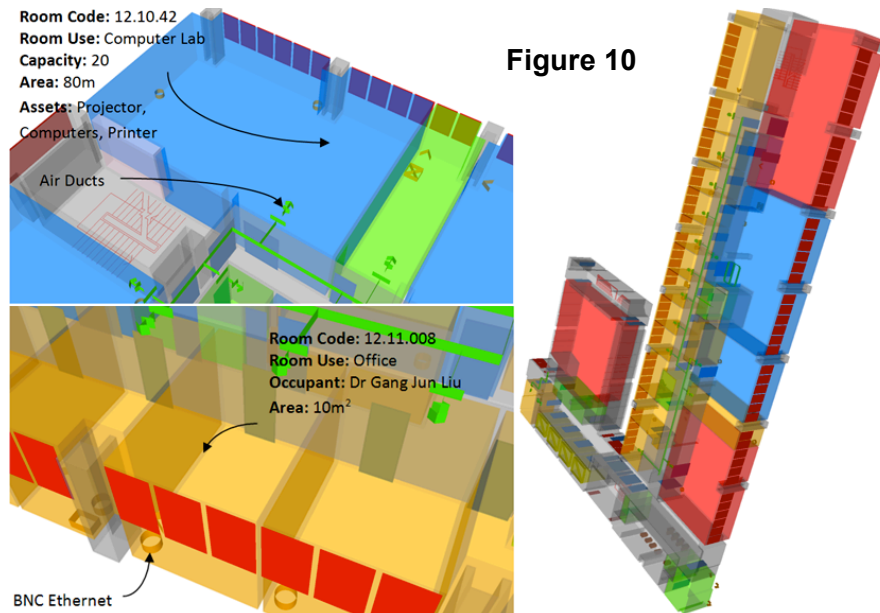 Room Code: 12.10.42
Room Use: Computer Lab
Capacity: 20
Area: 80m
Assets: Projector,
Computers, Printer
Air Ducts
Figure 10
Room Code: 12.11.008
Room Use: Office
Occupant: Dr Gang Jun Liu
Area: 10m²
BNC Ethernet